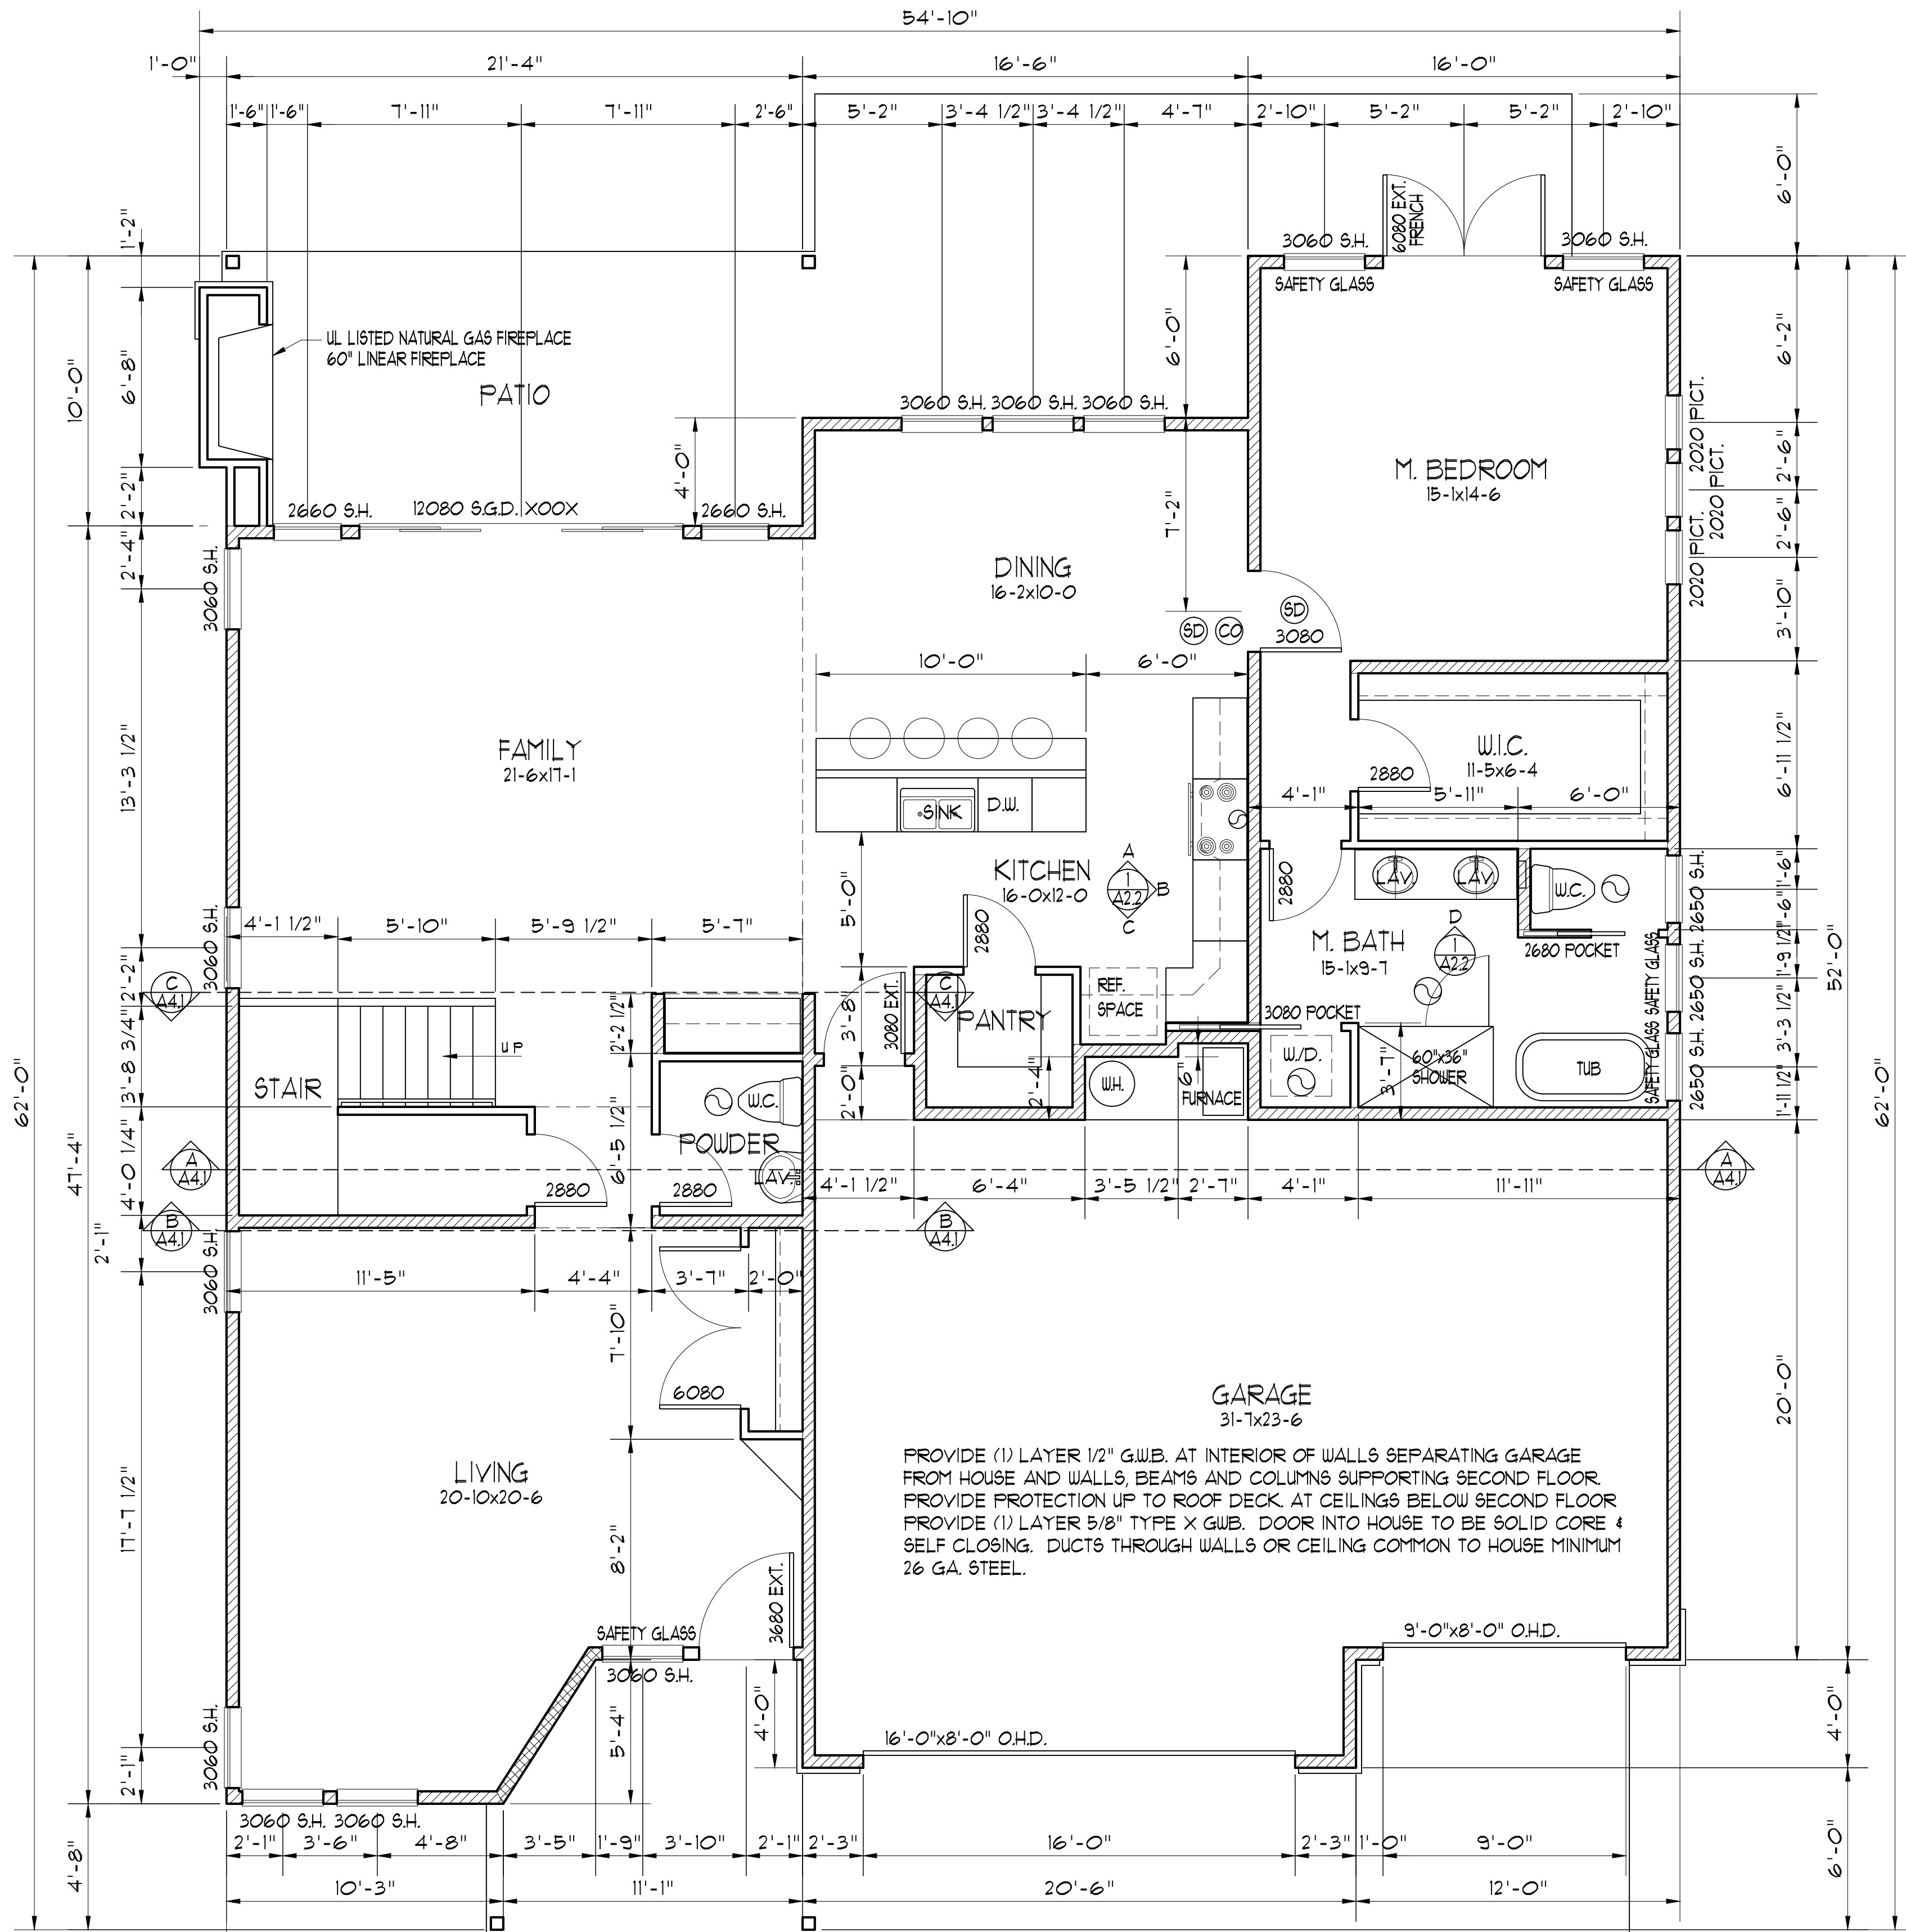 54'-10"
1'-0" 21'-4" 16'-6" 16'-0"
1'-6" 1'-6" 7'-11" 7'-11" 2'-6" 5'-2" 3'-4 1/2" 3'-4 1/2" 4'-7" 2'-10" 5'-2" 5'-2" 2'-10"
6'-0"
6080 EXT.
FRENCH
1'-2"
3060 S.H. 3060 S.H.
SAFETY GLASS SAFETY GLASS
UL LISTED NATURAL GAS FIREPLACE
60" LINEAR FIREPLACE
PATIO
10'-0"
6'-8"
2'-2"
6'-0"
6'-2"
3060 S.H. 3060 S.H. 3060 S.H.
4'-0"
7'-2"
M. BEDROOM
15-1x14-6
2020 PICT.
2020 PICT.
2020 PICT.
2'-6"
2'-6"
3'-10"
2660 S.H. 12080 S.G.D. XOOX 2660 S.H.
2'-4"
3060 S.H.
DINING
16-2x10-0
SD
SD CO
3080
10'-0" 6'-0"
FAMILY
21-6x17-1
13'-3 1/2"
W.I.C.
11-5x6-4
2880
6'-11 1/2"
4'-1" 5'-11" 6'-0"
SINK D.W.
KITCHEN
16-0x12-0
A
1
A2.2
B
C
5'-0"
2880
2880
LAV. LAV. W.C.
1'-6"
1'-6"
1'-9 1/2"
3'-3 1/2"
1'-11 1/2"
2650 S.H.
2650 S.H.
2650 S.H.
SAFETY GLASS
SAFETY GLASS
M. BATH
15-1x9-7
D
1
A2.2
2680 POCKET
52'-0"
62'-0"
4'-1 1/2" 5'-10" 5'-9 1/2" 5'-7"
3060 S.H.
2'-2"
C
A4.1
C
A4.1
3'-8"
3080 EXT.
PANTRY
REF.
SPACE
3080 POCKET
3'-8 3/4"
2'-2 1/2"
UP
STAIR
W.C.
POWDER
LAV.
6'-5 1/2"
2'-0"
2'-4"
W.H.
6"
FURNACE
W./D.
3'-7"
60"x36"
SHOWER
TUB
4'-0 1/4"
A
A4.1
A
A4.1
2880 2880
4'-1 1/2" 6'-4" 3'-5 1/2" 2'-7" 4'-1" 11'-11"
B
A4.1
B
A4.1
62'-0"
47'-4"
2'-1"
3060 S.H.
11'-5" 4'-4" 3'-7" 2'-0"
7'-10"
6080
20'-0"
GARAGE
31-7x23-6
PROVIDE (1) LAYER 1/2" G.W.B. AT INTERIOR OF WALLS SEPARATING GARAGE
FROM HOUSE AND WALLS, BEAMS AND COLUMNS SUPPORTING SECOND FLOOR.
PROVIDE PROTECTION UP TO ROOF DECK. AT CEILINGS BELOW SECOND FLOOR
PROVIDE (1) LAYER 5/8" TYPE X GWB. DOOR INTO HOUSE TO BE SOLID CORE &
SELF CLOSING. DUCTS THROUGH WALLS OR CEILING COMMON TO HOUSE MINIMUM
26 GA. STEEL.
LIVING
20-10x20-6
17'-7 1/2"
8'-2"
3680 EXT.
SAFETY GLASS
3060 S.H.
9'-0"x8'-0" O.H.D.
5'-4"
4'-0"
4'-0"
16'-0"x8'-0" O.H.D.
3060 S.H.
2'-1"
3060 S.H. 3060 S.H.
4'-8"
6'-0"
2'-1" 3'-6" 4'-8" 3'-5" 1'-9" 3'-10" 2'-1" 2'-3" 16'-0" 2'-3" 1'-0" 9'-0"
10'-3" 11'-1" 20'-6" 12'-0"